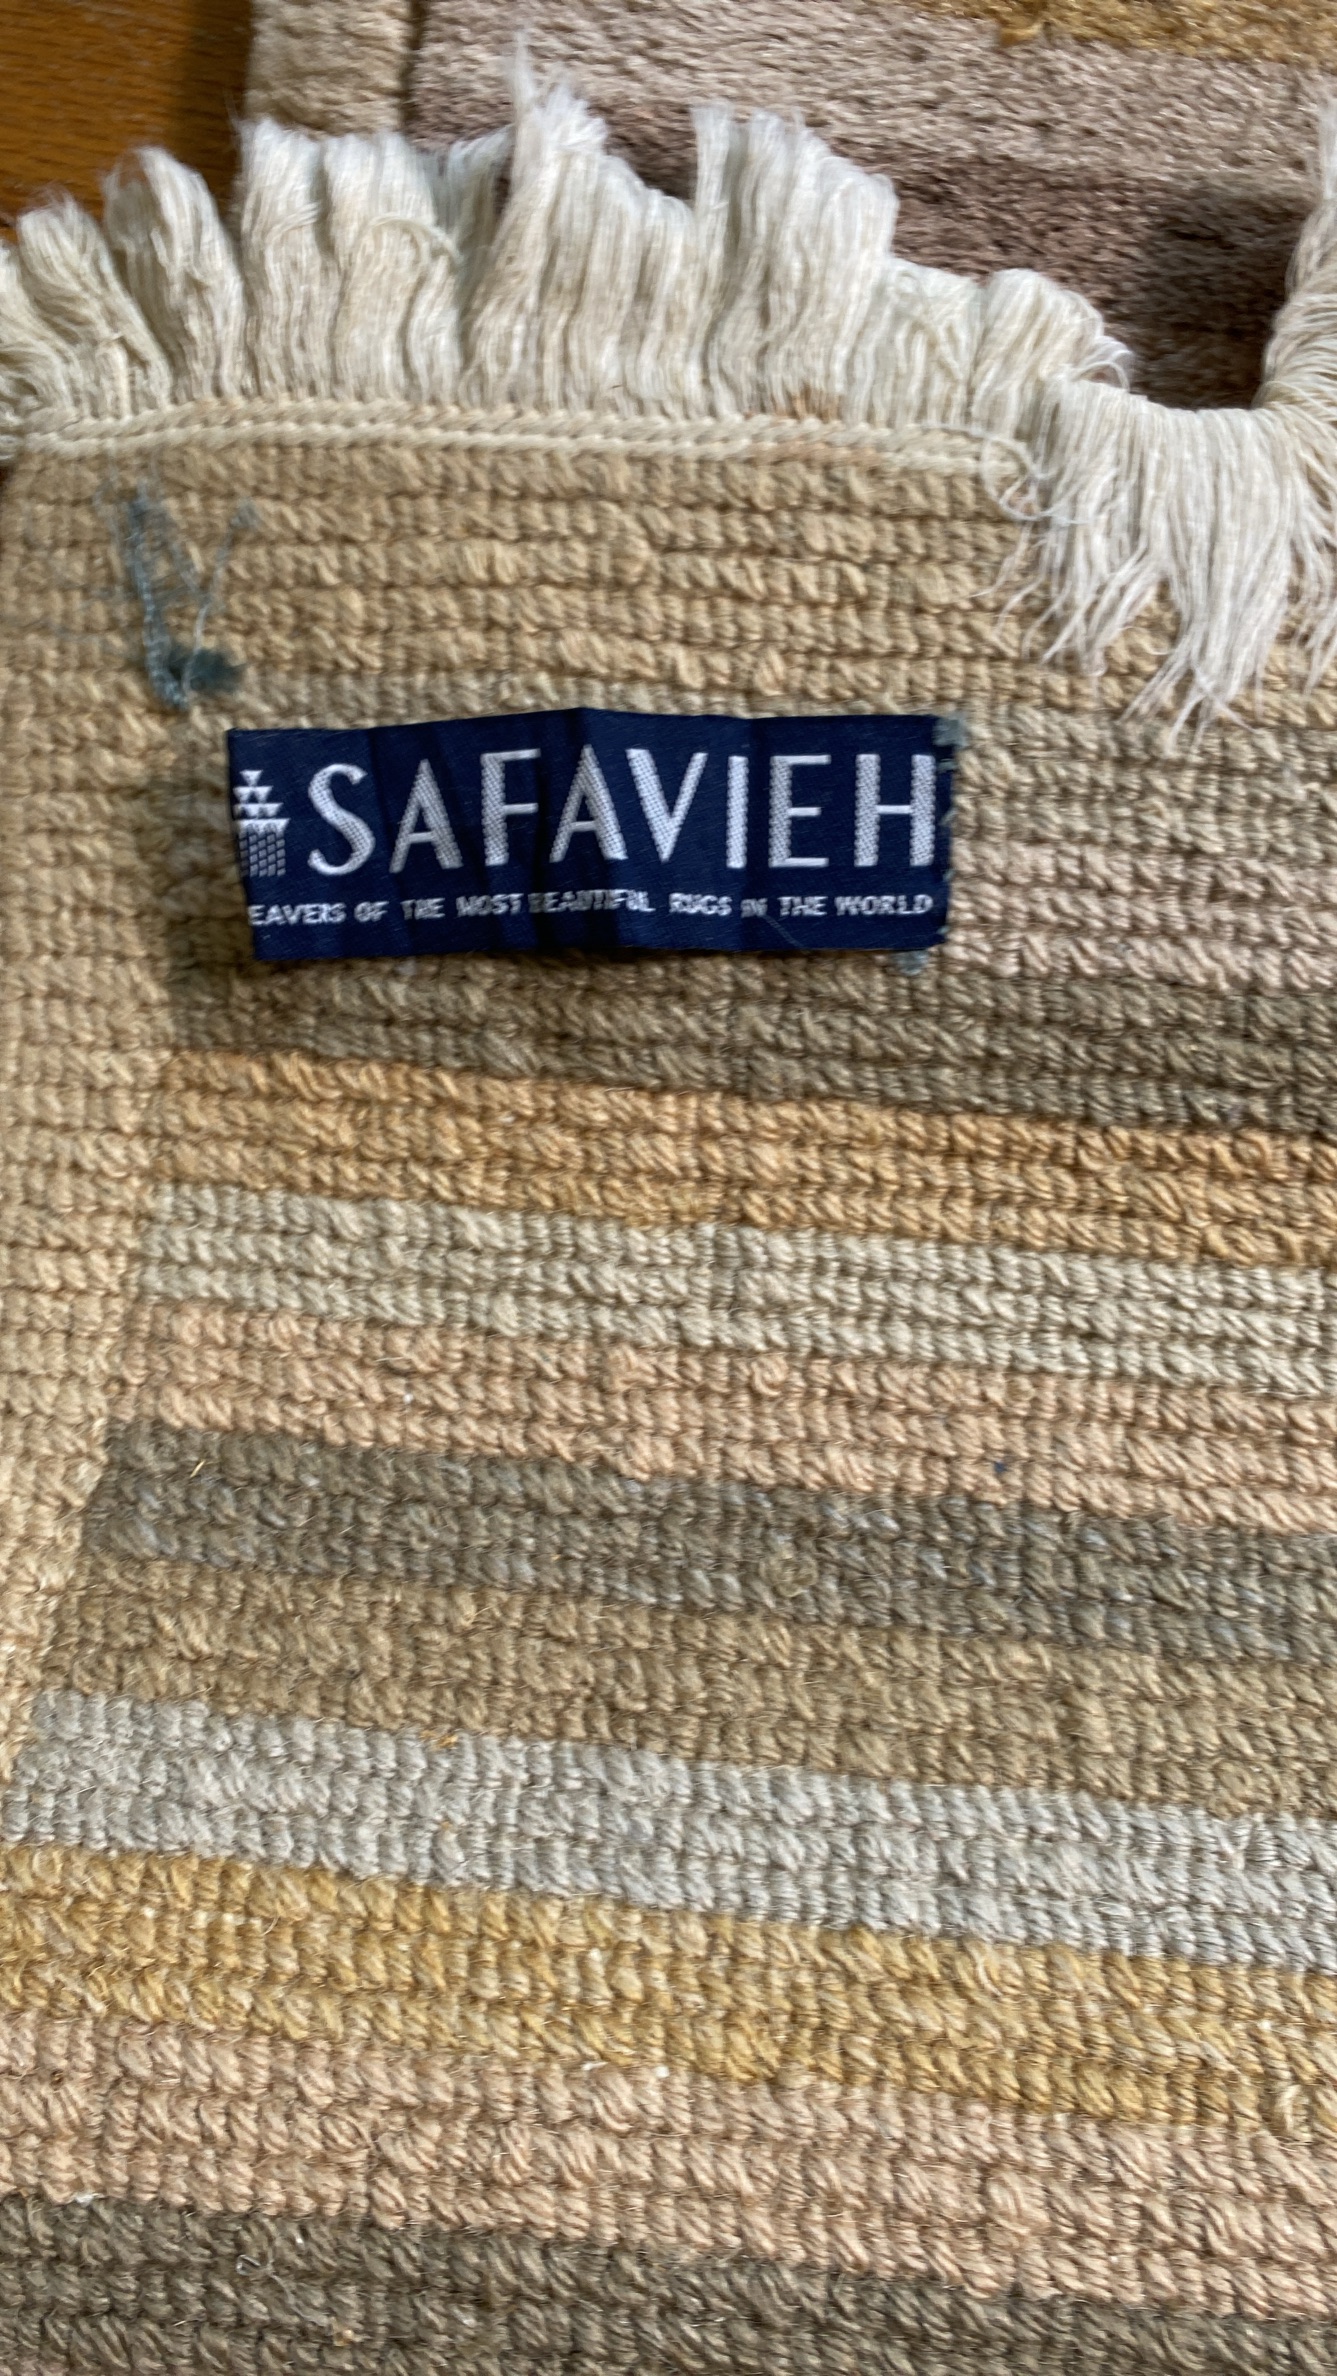 SAFAVIEH
EAVERS OF THE MOST BEAUTIFUL RUGS IN THE WORLD